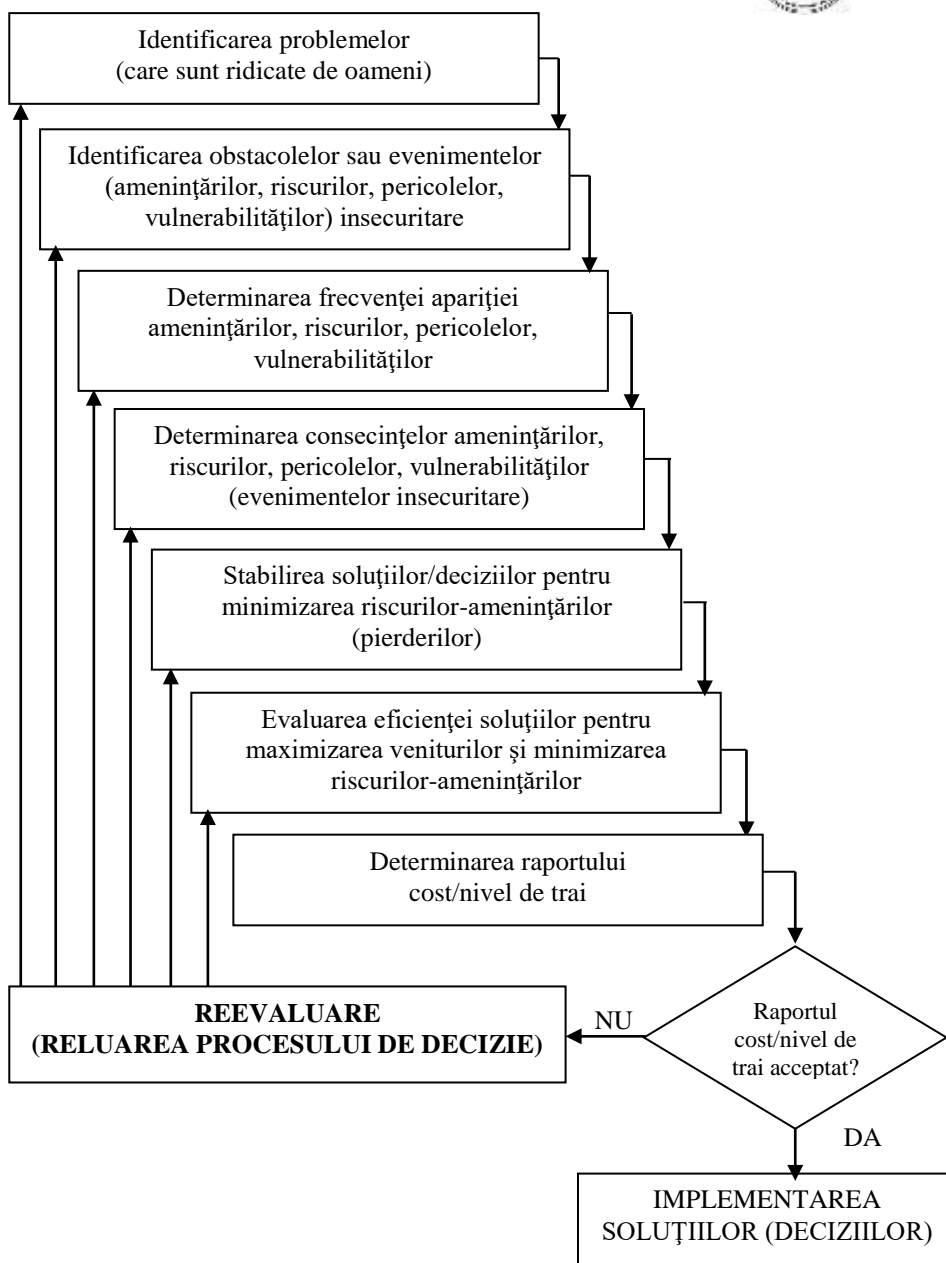 Identificarea problemelor
(care sunt ridicate de oameni)
Identificarea obstacolelor sau evenimentelor
(ameninţărilor, riscurilor, pericolelor,
vulnerabilităţilor) insecuritare
Determinarea frecvenţei apariţiei
ameninţărilor, riscurilor, pericolelor,
vulnerabilităţilor
Determinarea consecinţelor ameninţărilor,
riscurilor, pericolelor, vulnerabilităţilor
(evenimentelor insecuritare)
Stabilirea soluţiilor/deciziilor pentru
minimizarea riscurilor-ameninţărilor
(pierderilor)
Evaluarea eficienţei soluţiilor pentru
maximizarea veniturilor şi minimizarea
riscurilor-ameninţărilor
Determinarea raportului
cost/nivel de trai
REEVALUARE
(RELUAREA PROCESULUI DE DECIZIE)
NU
Raportul
cost/nivel de
trai acceptat?
DA
IMPLEMENTAREA
SOLUŢIILOR (DECIZIILOR)